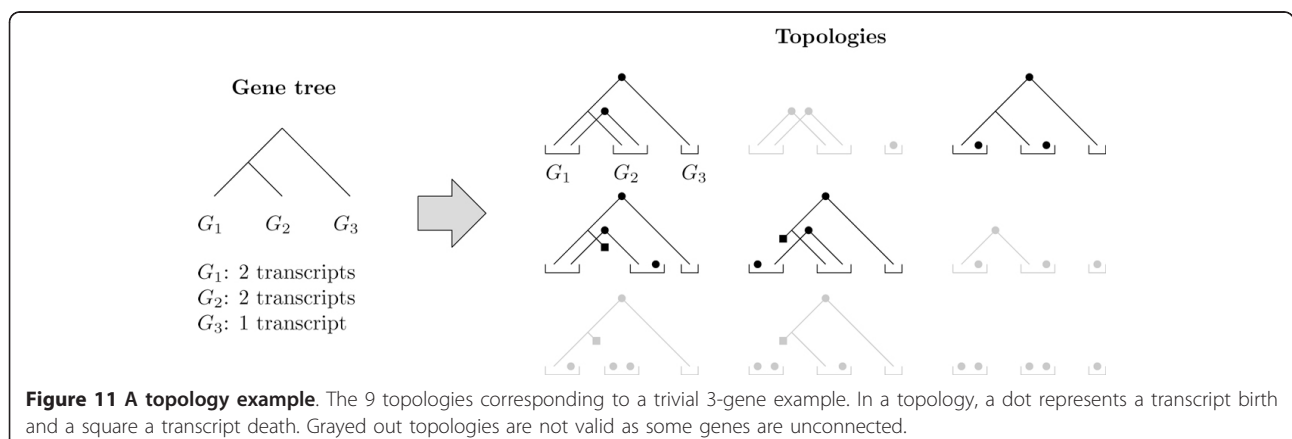 Topologies
Gene tree
G₁ G₂ G₃
G₁ G₂ G₃
G₁: 2 transcripts
G₂: 2 transcripts
G₃: 1 transcript
Figure 11 A topology example. The 9 topologies corresponding to a trivial 3-gene example. In a topology, a dot represents a transcript birth
and a square a transcript death. Grayed out topologies are not valid as some genes are unconnected.